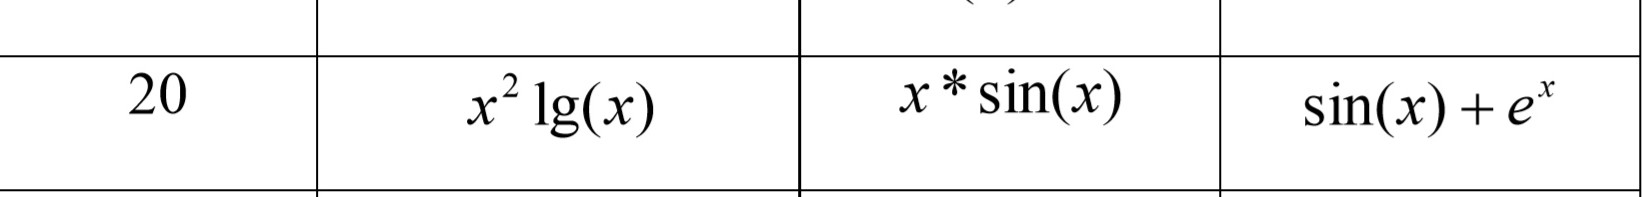 20 x² lg(x) x * sin(x) sin(x) + eˣ